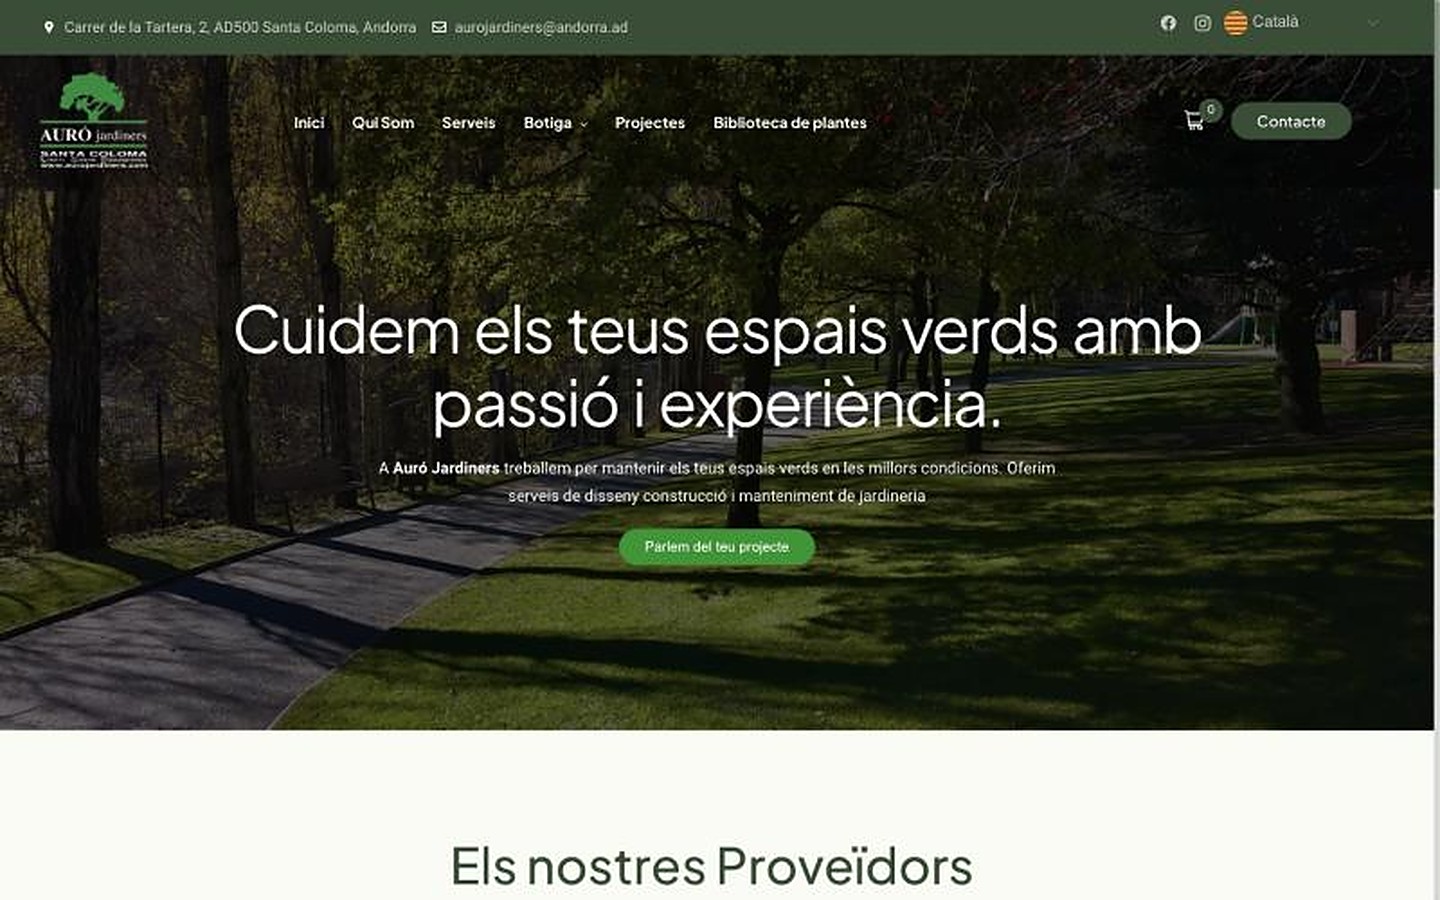 Carrer de la Tartera, 2, AD500 Santa Coloma, Andorra
aurojardiners@andorra.ad
Català
AURÓ jardiners
SANTA COLOMA
www.aurojardiners.com
Inici
Qui Som
Serveis
Botiga
Projectes
Biblioteca de plantes
0
Contacte
Cuidem els teus espais verds amb
passió i experiència.
A Auró Jardiners treballem per mantenir els teus espais verds en les millors condicions. Oferim
serveis de disseny construcció i manteniment de jardineria
Parlem del teu projecte
Els nostres Proveïdors